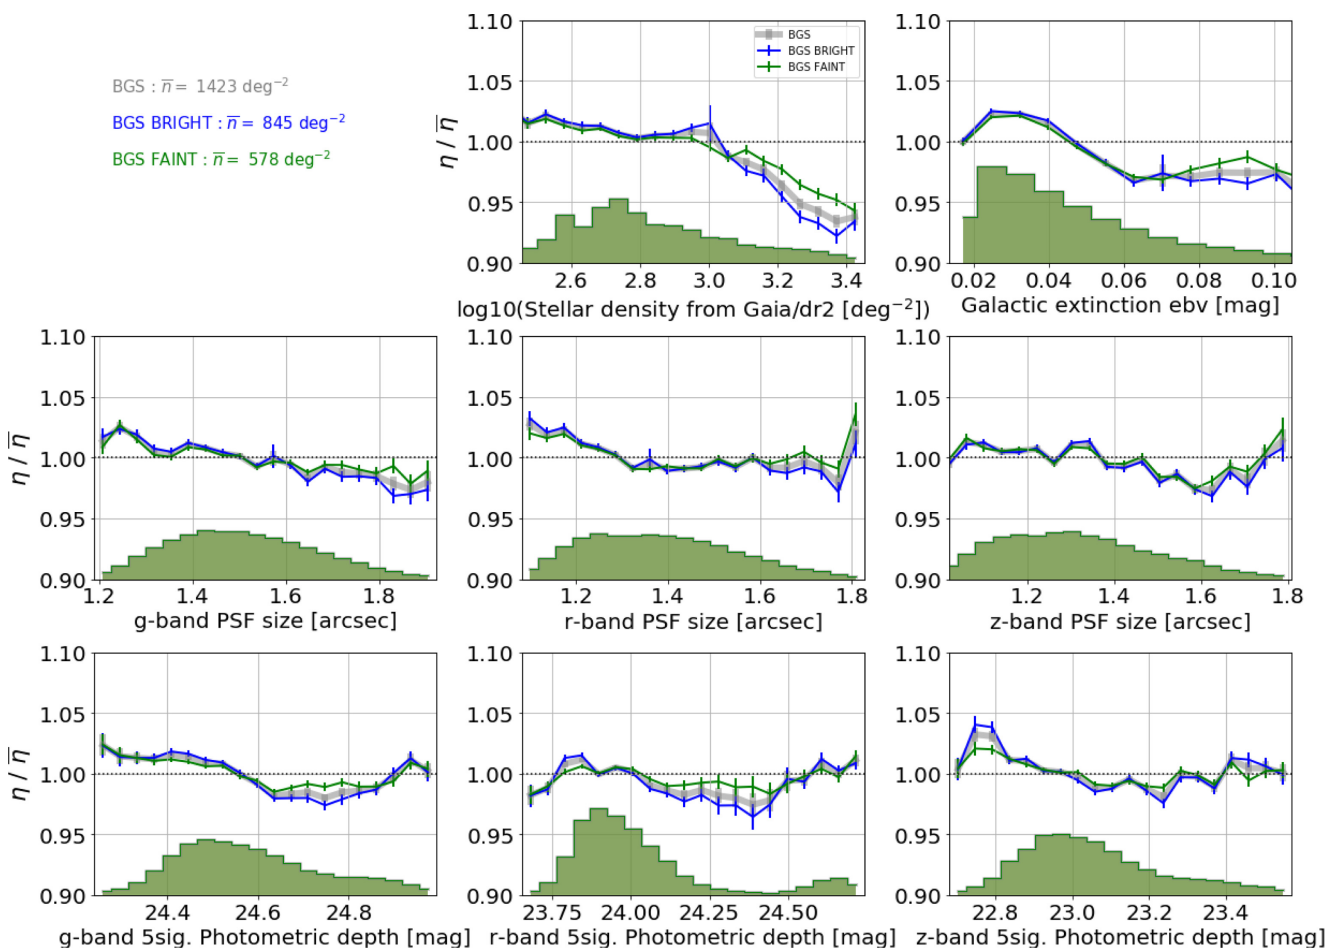 BGS : n̅ = 1423 deg⁻²
BGS BRIGHT : n̅ = 845 deg⁻²
BGS FAINT : n̅ = 578 deg⁻²
η / η̅
1.10
1.05
1.00
0.95
0.90
BGS
BGS BRIGHT
BGS FAINT
2.6 2.8 3.0 3.2 3.4
log10(Stellar density from Gaia/dr2 [deg⁻²])
1.10
1.05
1.00
0.95
0.90
0.02 0.04 0.06 0.08 0.10
Galactic extinction ebv [mag]
η / η̅
1.10
1.05
1.00
0.95
0.90
1.2 1.4 1.6 1.8
g-band PSF size [arcsec]
1.10
1.05
1.00
0.95
0.90
1.2 1.4 1.6 1.8
r-band PSF size [arcsec]
1.10
1.05
1.00
0.95
0.90
1.2 1.4 1.6 1.8
z-band PSF size [arcsec]
η / η̅
1.10
1.05
1.00
0.95
0.90
24.4 24.6 24.8
g-band 5sig. Photometric depth [mag]
1.10
1.05
1.00
0.95
0.90
23.75 24.00 24.25 24.50
r-band 5sig. Photometric depth [mag]
1.10
1.05
1.00
0.95
0.90
22.8 23.0 23.2 23.4
z-band 5sig. Photometric depth [mag]